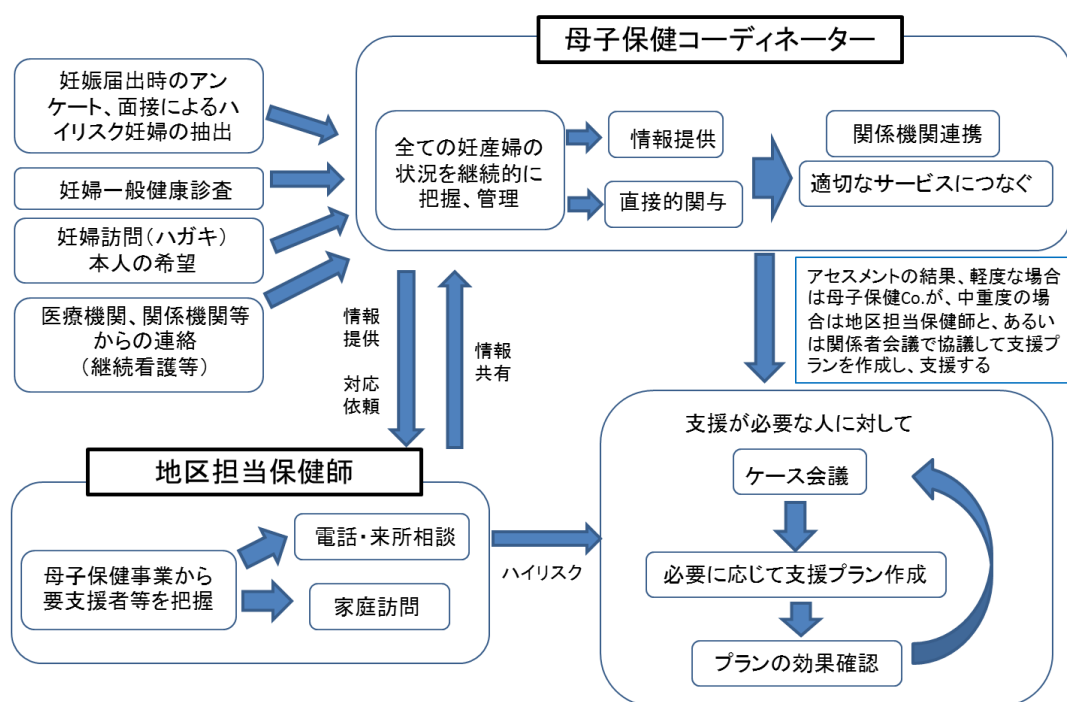 母子保健コーディネーター
妊娠届出時のアン
ケート、面接によるハ
イリスク妊婦の抽出
妊婦一般健康診査
妊婦訪問（ハガキ）
本人の希望
医療機関、関係機関等
からの連絡
（継続看護等）
全ての妊産婦の
状況を継続的に
把握、管理
情報提供
直接的関与
関係機関連携
適切なサービスにつなぐ
アセスメントの結果、軽度な場合
は母子保健Co.が、中重度の場
合は地区担当保健師と、あるい
は関係者会議で協議して支援プ
ランを作成し、支援する
情報
提供
対応
依頼
情報
共有
地区担当保健師
母子保健事業から
要支援者等を把握
電話・来所相談
家庭訪問
ハイリスク
支援が必要な人に対して
ケース会議
必要に応じて支援プラン作成
プランの効果確認